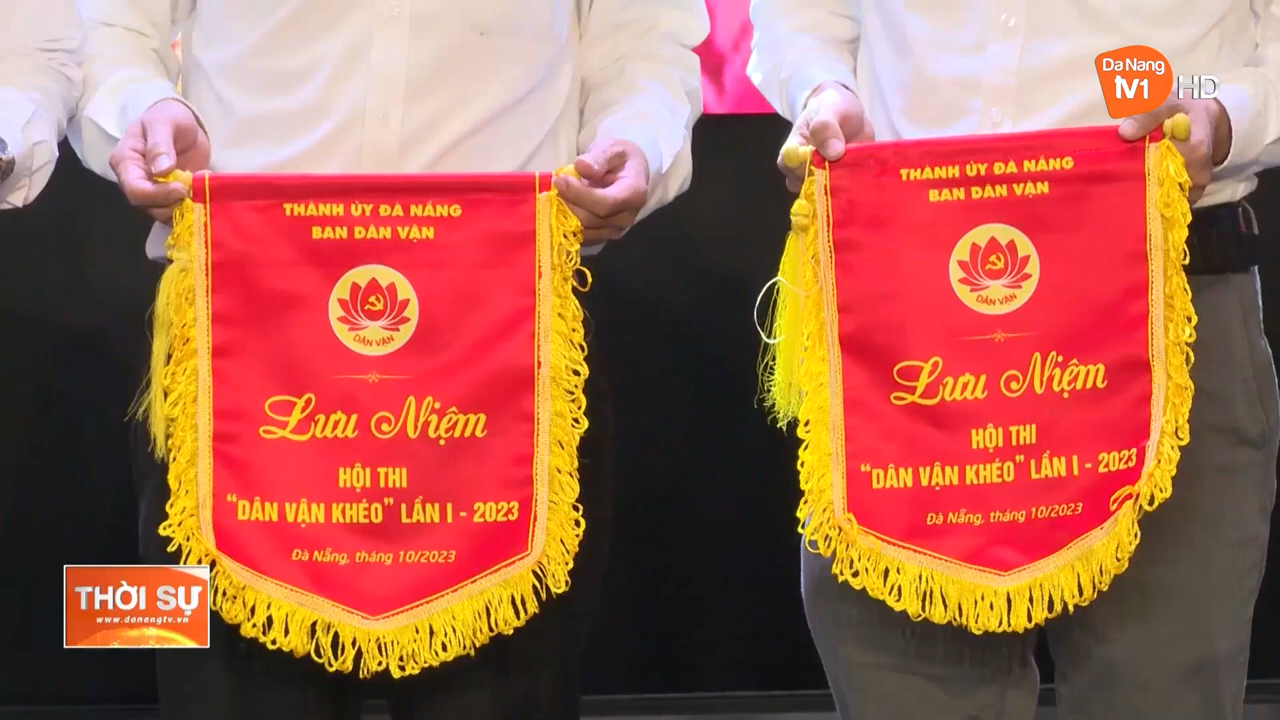 THÀNH ỦY ĐÀ NẴNG
BAN DÂN VẬN
DÂN VẬN
Lưu Niệm
HỘI THI
“DÂN VẬN KHÉO” LẦN I - 2023
Đà Nẵng, tháng 10/2023
THÀNH ỦY ĐÀ NẴNG
BAN DÂN VẬN
DÂN VẬN
Lưu Niệm
HỘI THI
“DÂN VẬN KHÉO” LẦN I - 2023
Đà Nẵng, tháng 10/2023
Da Nang
TV1 HD
THỜI SỰ
www.danangtv.vn